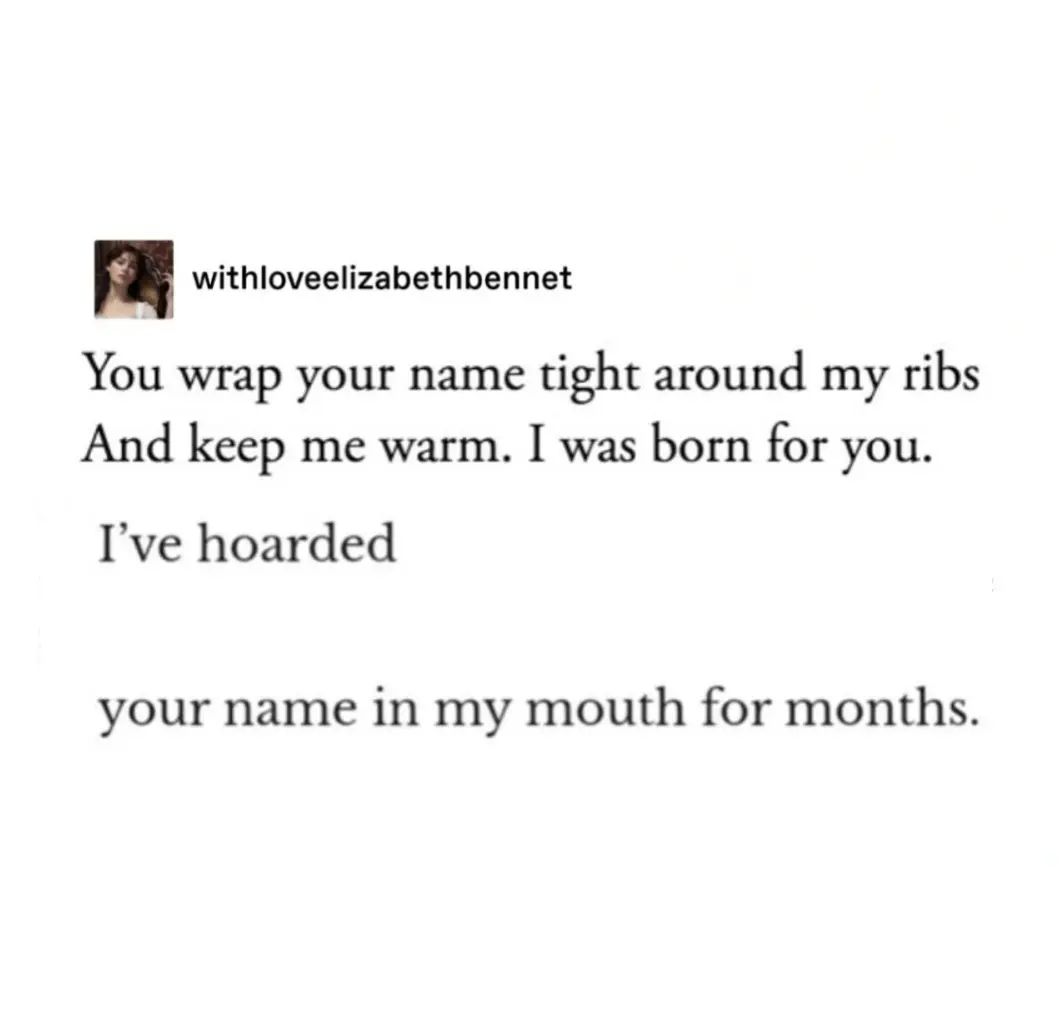 withloveelizabethbennet
You wrap your name tight around my ribs
And keep me warm. I was born for you.
I’ve hoarded
your name in my mouth for months.